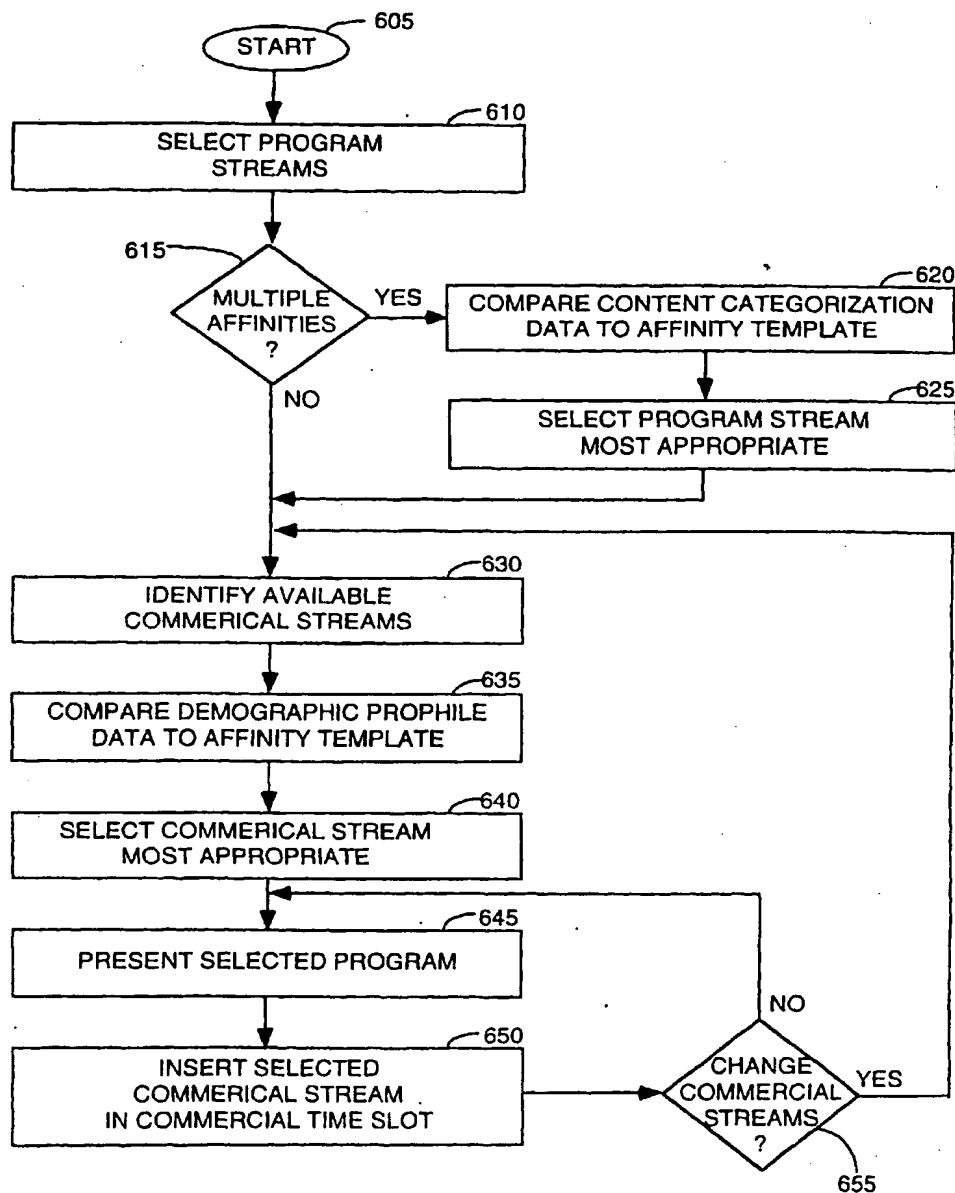 605
START
610
SELECT PROGRAM
STREAMS
615
MULTIPLE
AFFINITIES
?
YES
NO
620
COMPARE CONTENT CATEGORIZATION
DATA TO AFFINITY TEMPLATE
625
SELECT PROGRAM STREAM
MOST APPROPRIATE
630
IDENTIFY AVAILABLE
COMMERICAL STREAMS
635
COMPARE DEMOGRAPHIC PROPHILE
DATA TO AFFINITY TEMPLATE
640
SELECT COMMERICAL STREAM
MOST APPROPRIATE
645
PRESENT SELECTED PROGRAM
650
INSERT SELECTED
COMMERICAL STREAM
IN COMMERCIAL TIME SLOT
NO
CHANGE
COMMERCIAL
STREAMS
?
YES
655